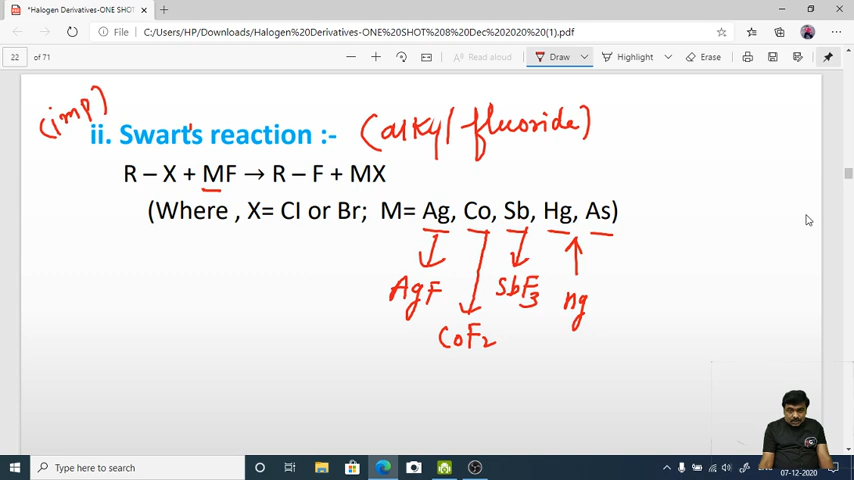 *Halogen Derivatives-ONE SHOT
File C:/Users/HP/Downloads/Halogen%20Derivatives-ONE%20SHOT%208%20Dec%202020%20(1).pdf
22 of 71 Read aloud Draw Highlight Erase
(imp)
ii. Swart's reaction :- (alkyl fluoride)
R – X + MF → R – F + MX
(Where , X= Cl or Br; M= Ag, Co, Sb, Hg, As)
AgF SbF3 Hg
CoF2
Type here to search
07-12-2020